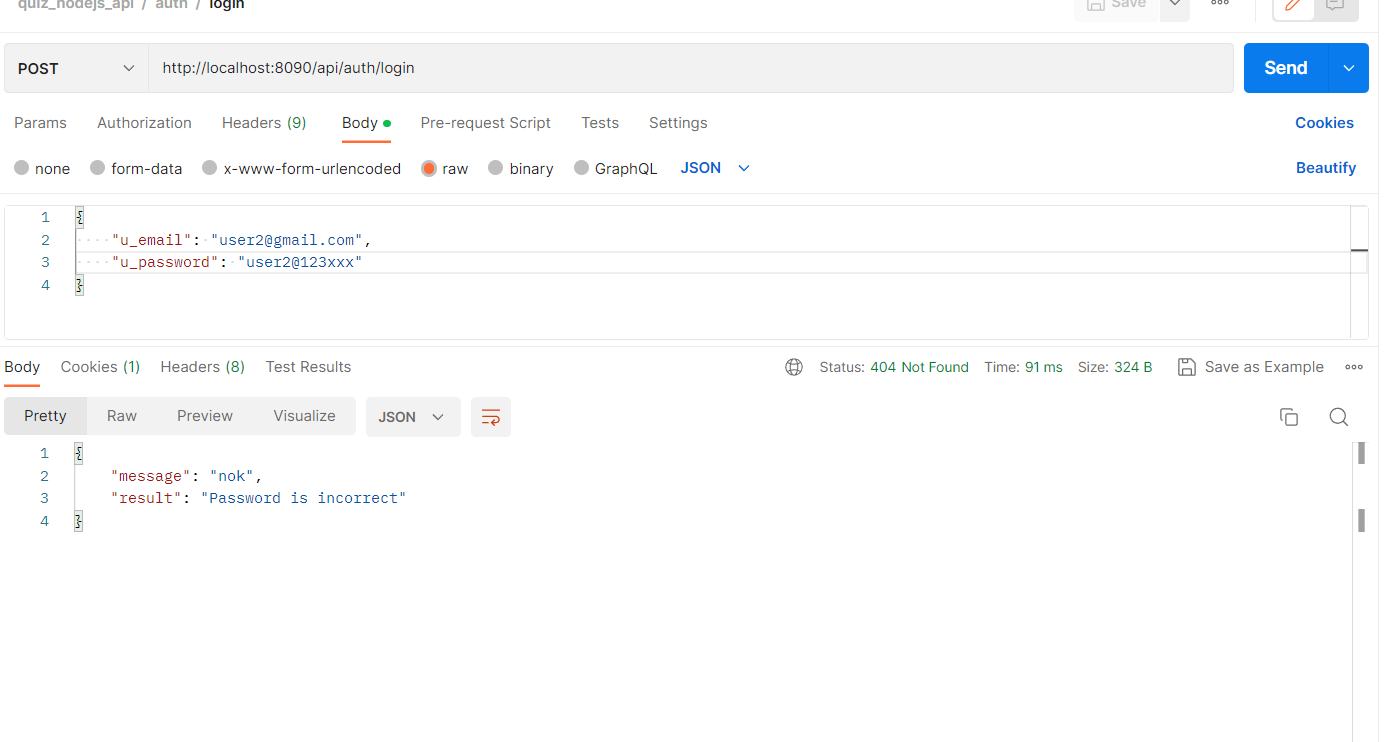 quiz_nodejs_api / auth / login
Save
POST
http://localhost:8090/api/auth/login
Send
Params Authorization Headers (9) Body Pre-request Script Tests Settings Cookies
none form-data x-www-form-urlencoded raw binary GraphQL JSON Beautify
1 {
2 "u_email": "user2@gmail.com",
3 "u_password": "user2@123xxx"
4 }
Body Cookies (1) Headers (8) Test Results Status: 404 Not Found Time: 91 ms Size: 324 B Save as Example
Pretty Raw Preview Visualize JSON
1 {
2 "message": "nok",
3 "result": "Password is incorrect"
4 }